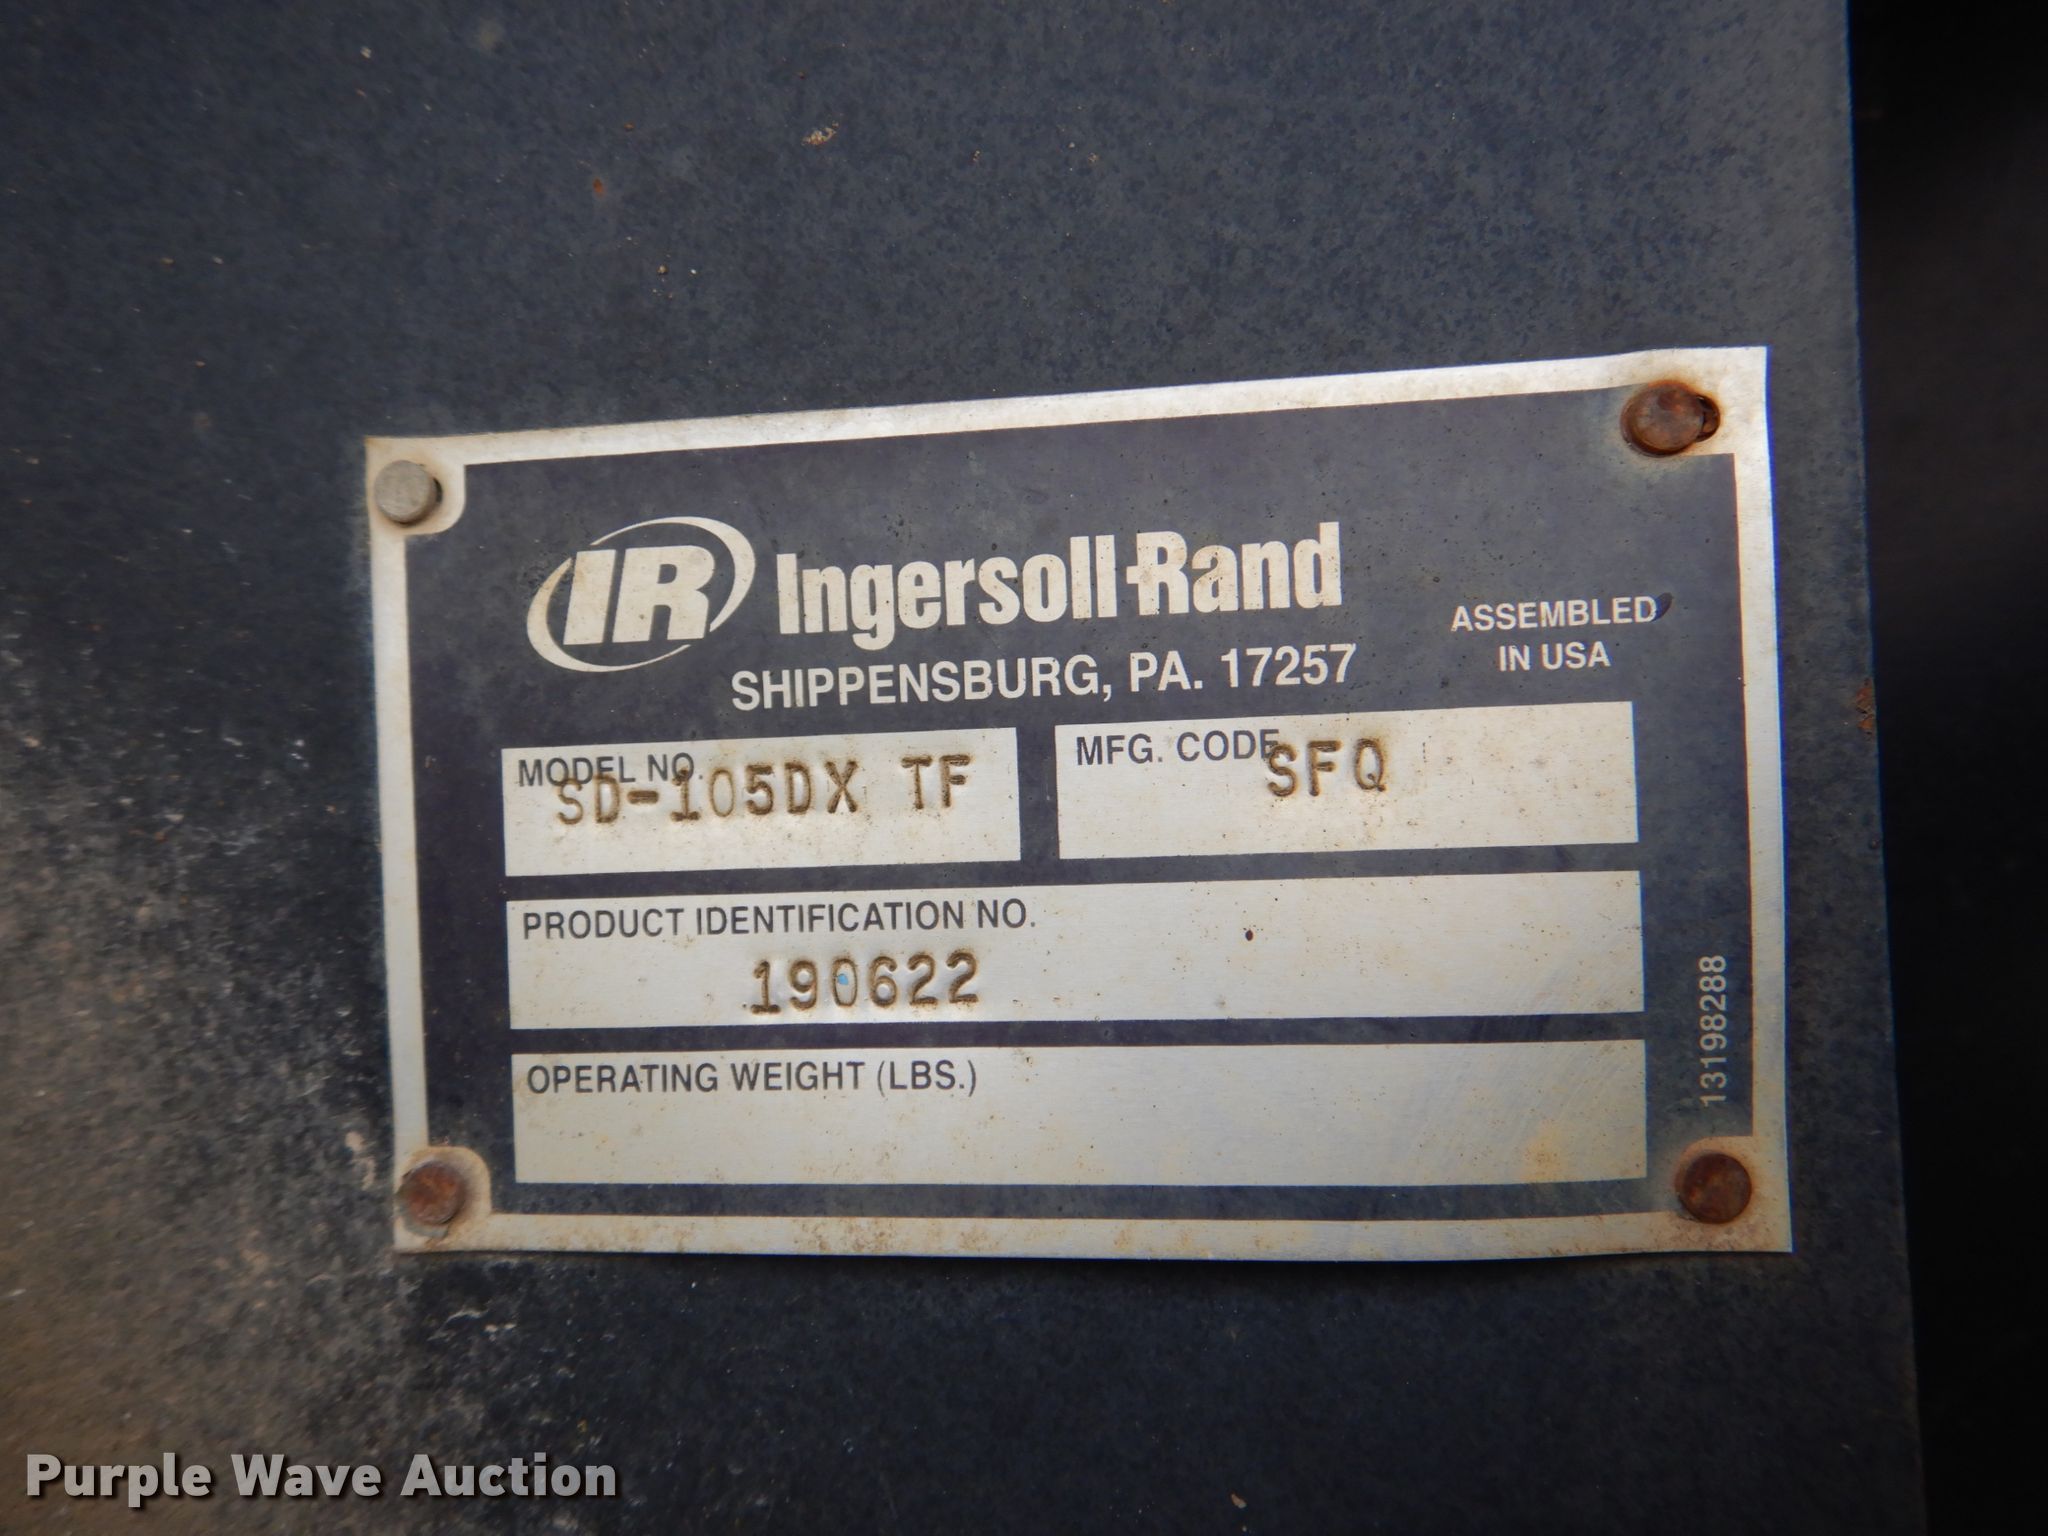 IR Ingersoll-Rand
SHIPPENSBURG, PA. 17257
ASSEMBLED
IN USA
MODEL NO.
SD-105DX TF
MFG. CODE
SFQ
PRODUCT IDENTIFICATION NO.
190622
OPERATING WEIGHT (LBS.)
13198288
Purple Wave Auction